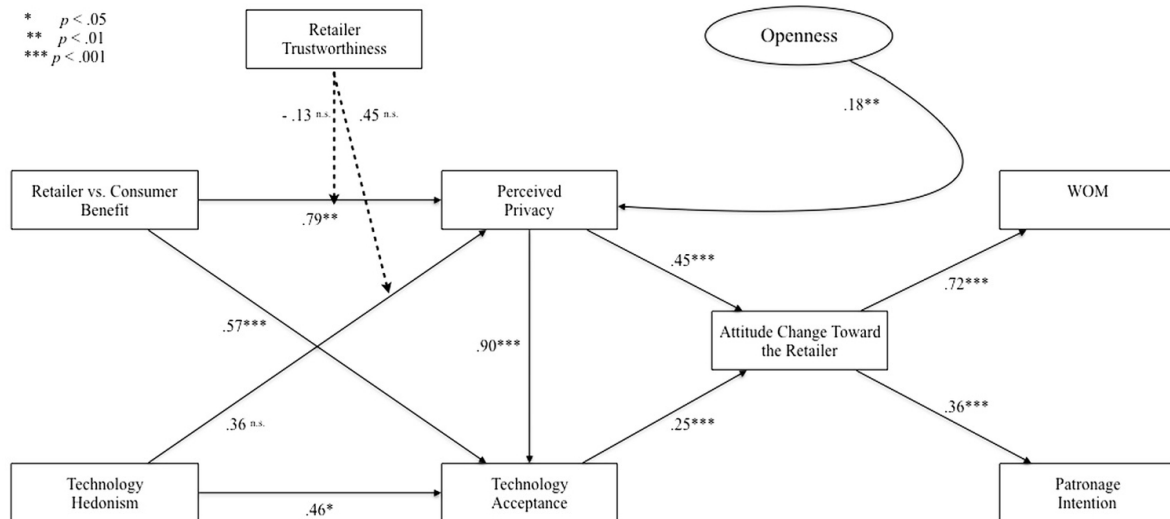 * p < .05
** p < .01
*** p < .001
Retailer
Trustworthiness
Openness
- .13 n.s.
.45 n.s.
.18**
Retailer vs. Consumer
Benefit
.79**
Perceived
Privacy
WOM
.45***
.72***
.57***
.90***
Attitude Change Toward
the Retailer
.36 n.s.
.25***
.36***
Technology
Hedonism
.46*
Technology
Acceptance
Patronage
Intention